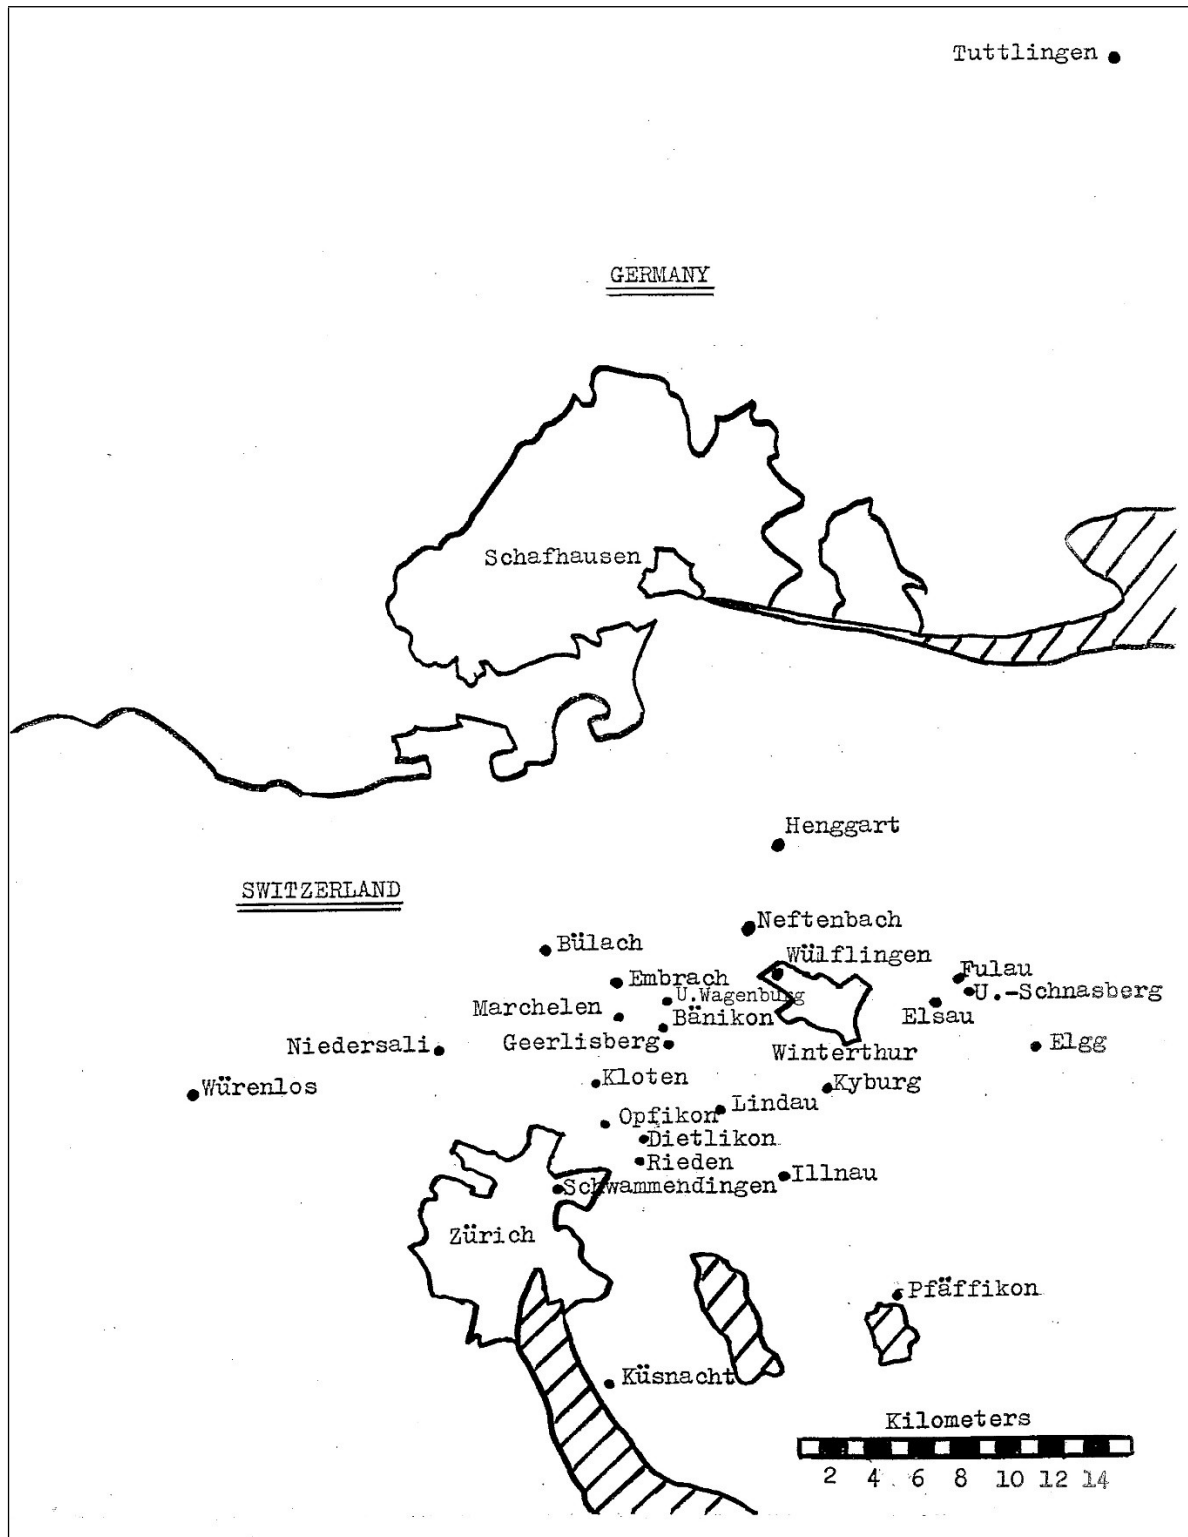 Tuttlingen
GERMANY
Schafhausen
Henggart
SWITZERLAND
Neftenbach
Bülach
Wülflingen
Fulau
Embrach
U.-Schnasberg
U.Wagenburg
Marchelen
Bänikon
Elsau
Niedersali
Geerlisberg
Winterthur
Elgg
Würenlos
Kloten
Kyburg
Lindau
Opfikon
Dietlikon
Rieden
Illnau
Schwammendingen
Zürich
Pfäffikon
Küsnacht
Kilometers
2 4 6 8 10 12 14